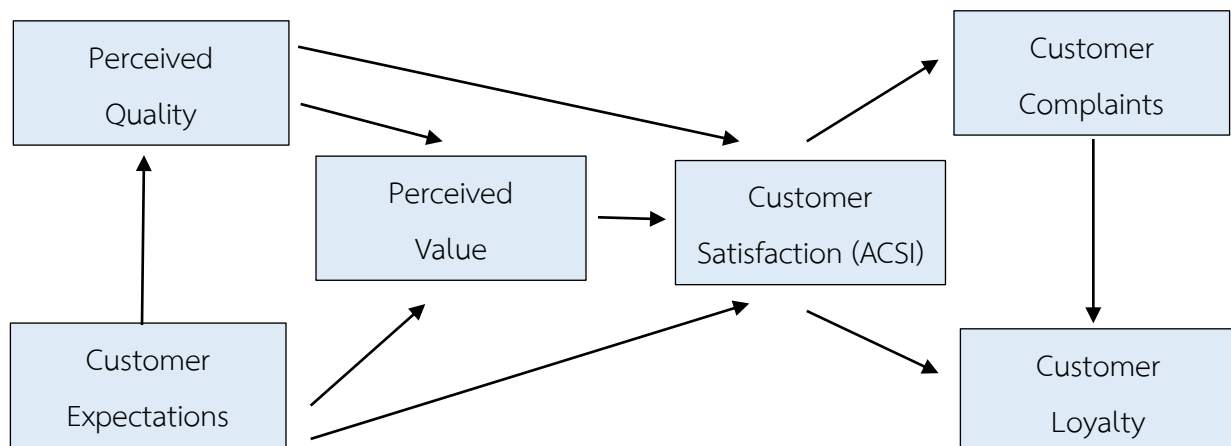 Perceived
Quality
Customer
Complaints
Perceived
Value
Customer
Satisfaction (ACSI)
Customer
Expectations
Customer
Loyalty